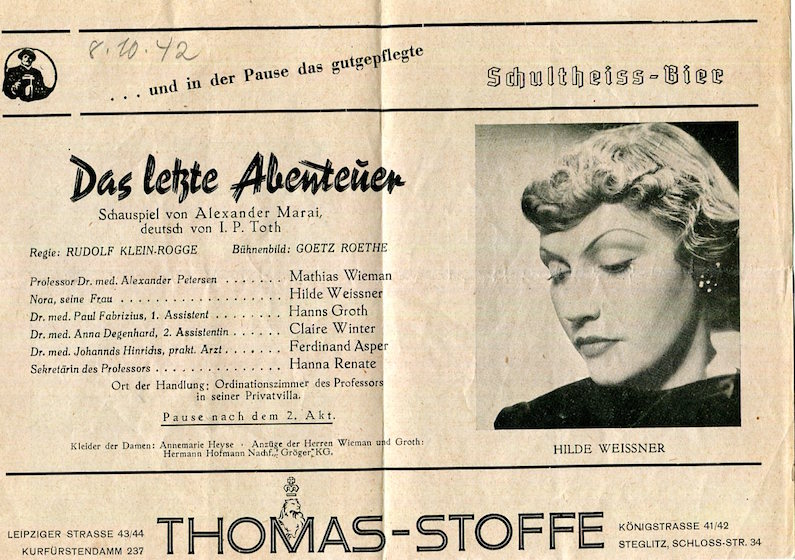 8.10.42
... und in der Pause das gutgepflegte
Schultheiss-Bier
Das letzte Abenteuer
Schauspiel von Alexander Marai,
deutsch von I. P. Toth
Regie: RUDOLF KLEIN-ROGGE Bühnenbild: GOETZ ROETHE
Professor Dr. med. Alexander Petersen ....... Mathias Wieman
Nora, seine Frau .................. Hilde Weissner
Dr. med. Paul Fabrizius, 1. Assistent ........ Hanns Groth
Dr. med. Anna Degenhard, 2. Assistentin ...... Claire Winter
Dr. med. Johannds Hinrichs, prakt. Arzt ....... Ferdinand Asper
Sekretärin des Professors .............. Hanna Renate
Ort der Handlung: Ordinationszimmer des Professors
in seiner Privatvilla.
Pause nach dem 2. Akt.
Kleider der Damen: Annemarie Heyse · Anzüge der Herren Wieman und Groth:
Hermann Hofmann Nachf., Gröger, KG.
HILDE WEISSNER
LEIPZIGER STRASSE 43/44
KURFÜRSTENDAMM 237
THOMAS-STOFFE
KÖNIGSTRASSE 41/42
STEGLITZ, SCHLOSS-STR. 34